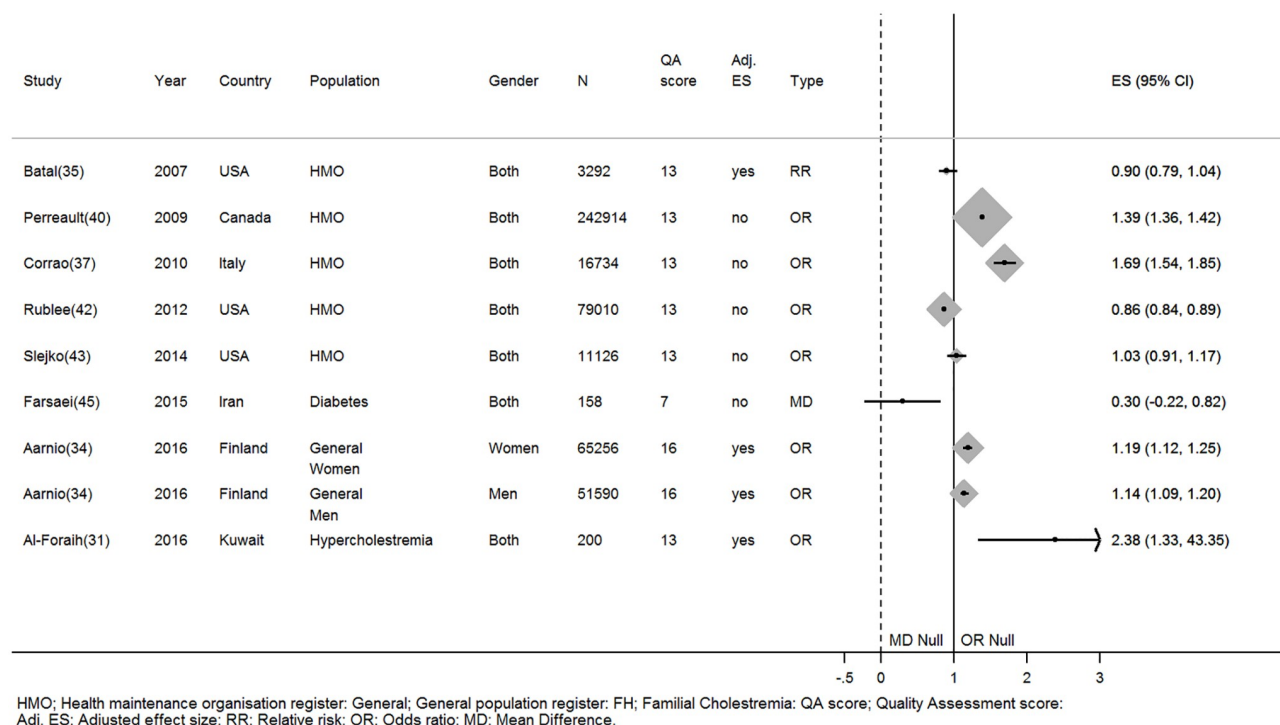 Study Year Country Population Gender N QA score Adj. ES Type ES (95% CI)
Batal(35) 2007 USA HMO Both 3292 13 yes RR 0.90 (0.79, 1.04)
Perreault(40) 2009 Canada HMO Both 242914 13 no OR 1.39 (1.36, 1.42)
Corrao(37) 2010 Italy HMO Both 16734 13 no OR 1.69 (1.54, 1.85)
Rublee(42) 2012 USA HMO Both 79010 13 no OR 0.86 (0.84, 0.89)
Slejko(43) 2014 USA HMO Both 11126 13 no OR 1.03 (0.91, 1.17)
Farsaei(45) 2015 Iran Diabetes Both 158 7 no MD 0.30 (-0.22, 0.82)
Aarnio(34) 2016 Finland General Women 65256 16 yes OR 1.19 (1.12, 1.25)
Women
Aarnio(34) 2016 Finland General Men 51590 16 yes OR 1.14 (1.09, 1.20)
Men
Al-Foraih(31) 2016 Kuwait Hypercholestremia Both 200 13 yes OR 2.38 (1.33, 43.35)
MD Null OR Null
-.5 0 1 2 3
HMO; Health maintenance organisation register: General; General population register: FH; Familial Cholestremia: QA score; Quality Assessment score:
Adj. ES; Adjusted effect size: RR; Relative risk: OR; Odds ratio: MD; Mean Difference.